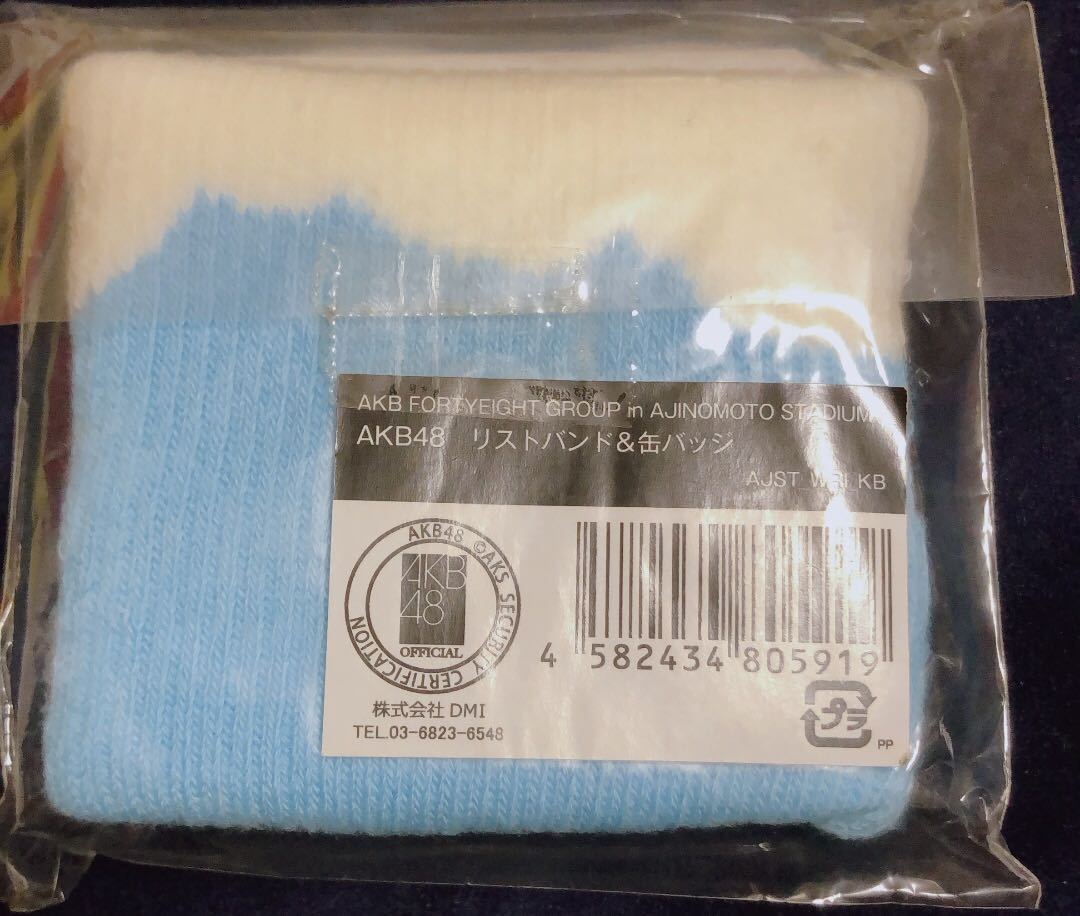 AKB FORTYEIGHT GROUP in AJINOMOTO STADIUM
AKB48 リストバンド&缶バッジ
AJST_WRI_KB
AKB48 ©AKS SECURITY CERTIFICATION
AKB
48
OFFICIAL
株式会社 DMI
TEL.03-6823-6548
4 582434 805919
プラ
PP